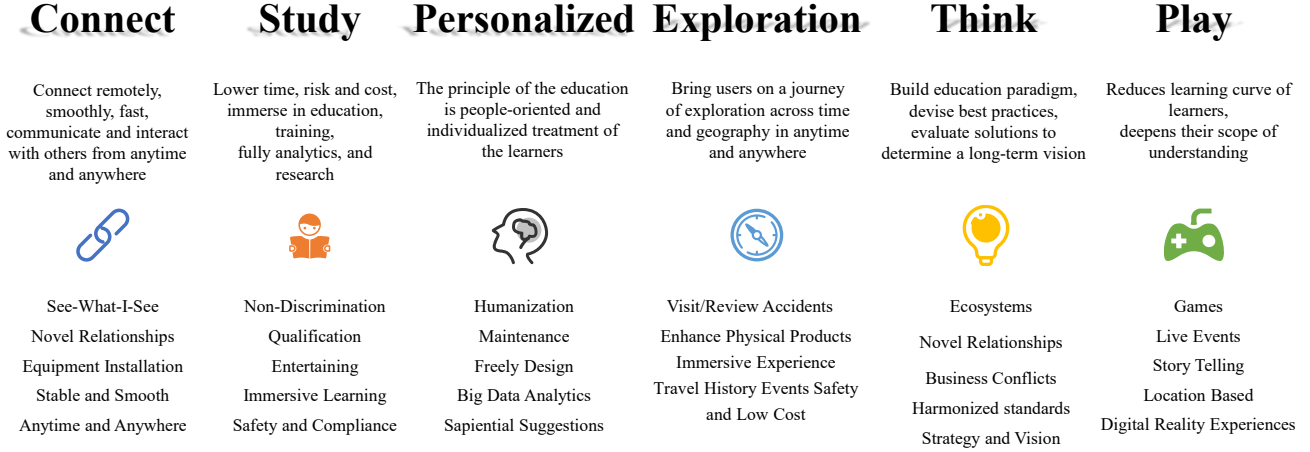 Connect
Connect remotely,
smoothly, fast,
communicate and interact
with others from anytime
and anywhere
See-What-I-See
Novel Relationships
Equipment Installation
Stable and Smooth
Anytime and Anywhere
Study
Lower time, risk and cost,
immerse in education,
training,
fully analytics, and
research
Non-Discrimination
Qualification
Entertaining
Immersive Learning
Safety and Compliance
Personalized
The principle of the education
is people-oriented and
individualized treatment of
the learners
Humanization
Maintenance
Freely Design
Big Data Analytics
Sapiential Suggestions
Exploration
Bring users on a journey
of exploration across time
and geography in anytime
and anywhere
Visit/Review Accidents
Enhance Physical Products
Immersive Experience
Travel History Events Safety
and Low Cost
Think
Build education paradigm,
devise best practices,
evaluate solutions to
determine a long-term vision
Ecosystems
Novel Relationships
Business Conflicts
Harmonized standards
Strategy and Vision
Play
Reduces learning curve of
learners,
deepens their scope of
understanding
Games
Live Events
Story Telling
Location Based
Digital Reality Experiences